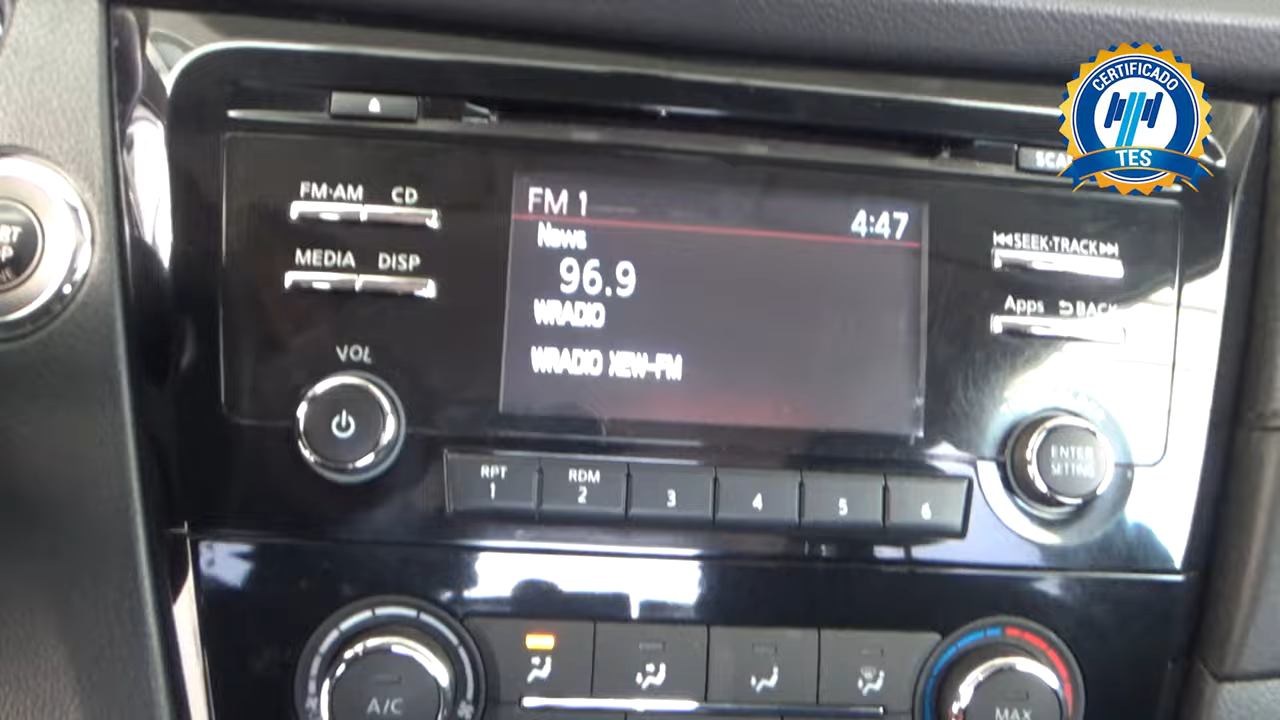 CERTIFICADO
TES
FM·AM CD
MEDIA DISP
VOL
FM 1
4:47
News
96.9
WRADIO
WRADIO XEW-FM
SEEK·TRACK
Apps BACK
ENTER
SETTING
RPT
1
RDM
2
3
4
5
6
A/C
MAX